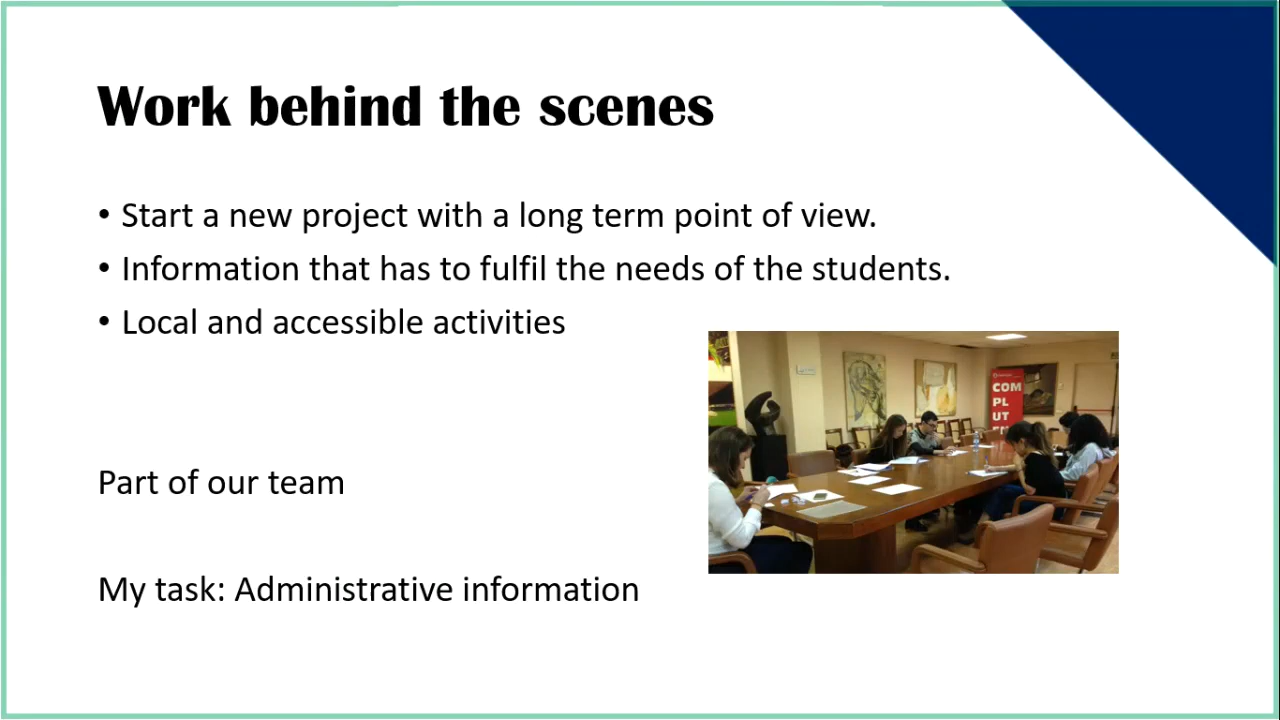 Work behind the scenes
• Start a new project with a long term point of view.
• Information that has to fulfil the needs of the students.
• Local and accessible activities
COM
PL
UT
Part of our team
My task: Administrative information